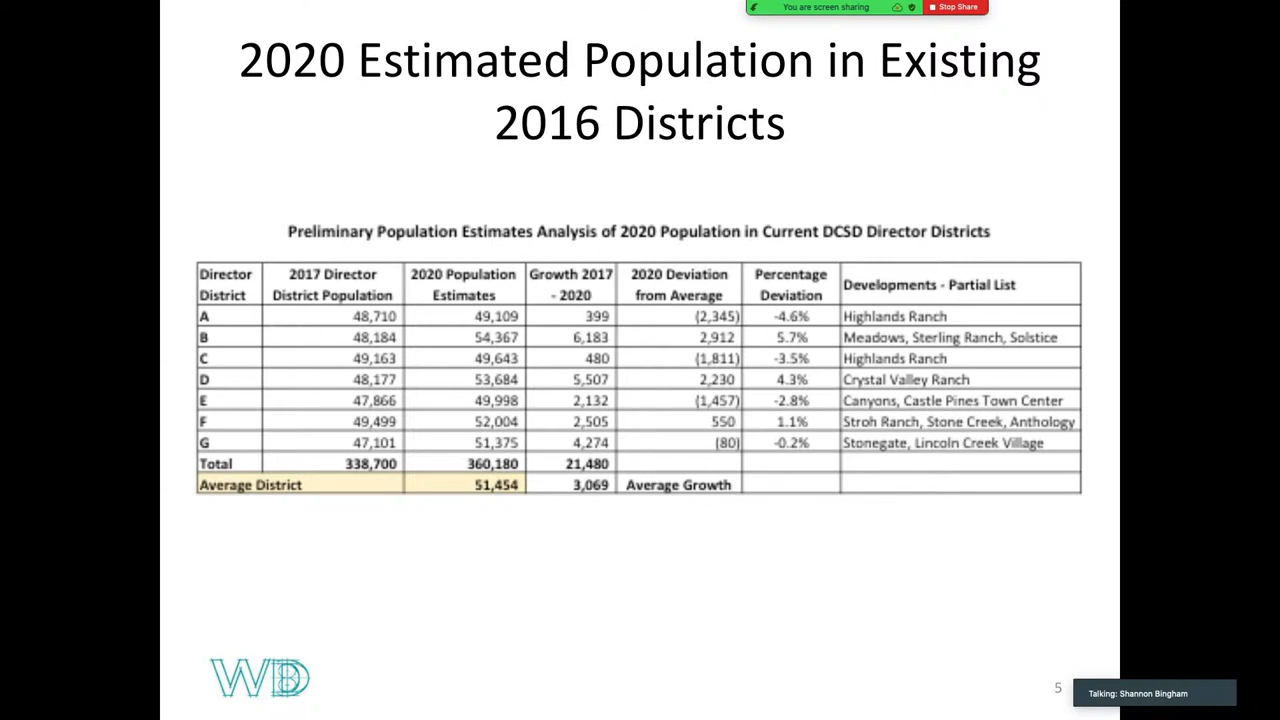 You are screen sharing Stop Share
2020 Estimated Population in Existing
2016 Districts
Preliminary Population Estimates Analysis of 2020 Population in Current DCSD Director Districts
Director District 2017 Director District Population 2020 Population Estimates Growth 2017 - 2020 2020 Deviation from Average Percentage Deviation Developments - Partial List
A 48,710 49,109 399 (2,345) -4.6% Highlands Ranch
B 48,184 54,367 6,183 2,912 5.7% Meadows, Sterling Ranch, Solstice
C 49,163 49,643 480 (1,811) -3.5% Highlands Ranch
D 48,177 53,684 5,507 2,230 4.3% Crystal Valley Ranch
E 47,866 49,998 2,132 (1,457) -2.8% Canyons, Castle Pines Town Center
F 49,499 52,004 2,505 550 1.1% Stroh Ranch, Stone Creek, Anthology
G 47,101 51,375 4,274 (80) -0.2% Stonegate, Lincoln Creek Village
Total 338,700 360,180 21,480
Average District 51,454 3,069 Average Growth
WBD
5
Talking: Shannon Bingham